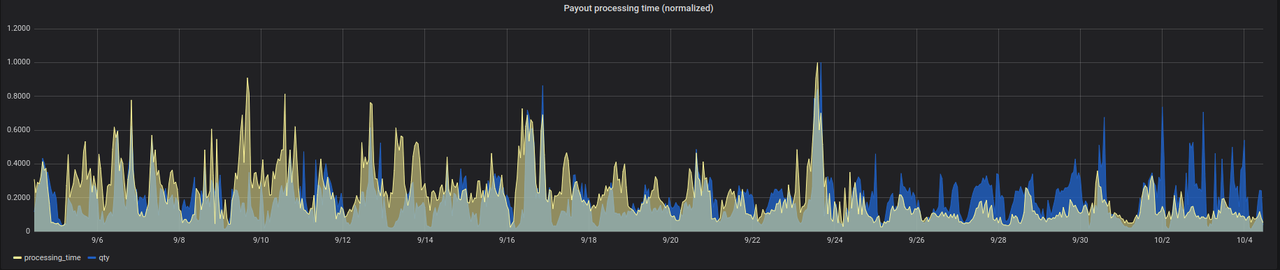 Payout processing time (normalized)
1.2000
1.0000
0.8000
0.6000
0.4000
0.2000
0
9/6 9/8 9/10 9/12 9/14 9/16 9/18 9/20 9/22 9/24 9/26 9/28 9/30 10/2 10/4
processing_time qty